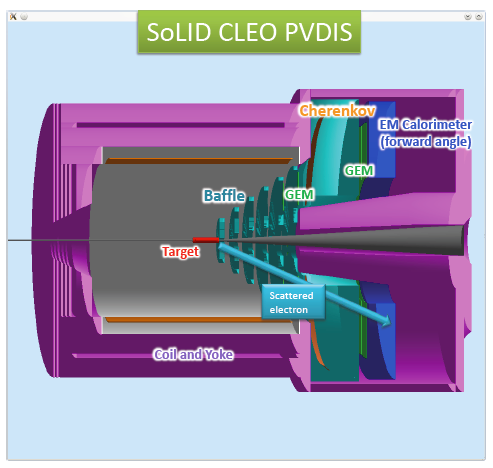 SoLID CLEO PVDIS
Cherenkov
EM Calorimeter
(forward angle)
GEM
Baffle
GEM
Target
Scattered
electron
Coil and Yoke